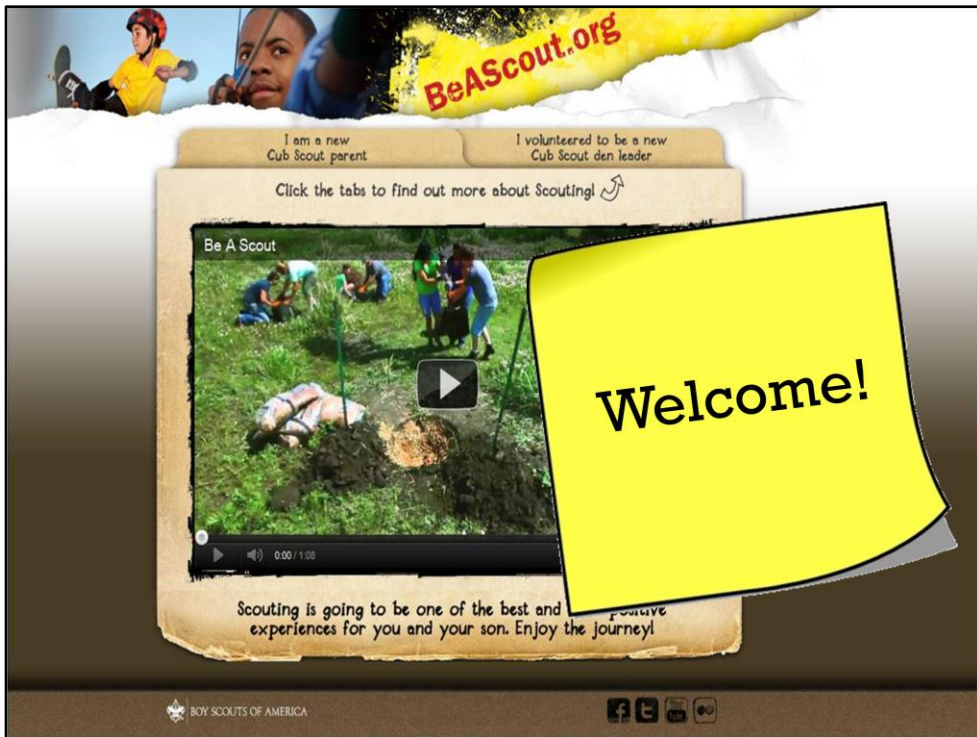 BeAScout.org
I am a new
Cub Scout parent
I volunteered to be a new
Cub Scout den leader
Click the tabs to find out more about Scouting!
Be A Scout
Welcome!
0:00 / 1:08
Scouting is going to be one of the best and positive
experiences for you and your son. Enjoy the journey!
BOY SCOUTS OF AMERICA